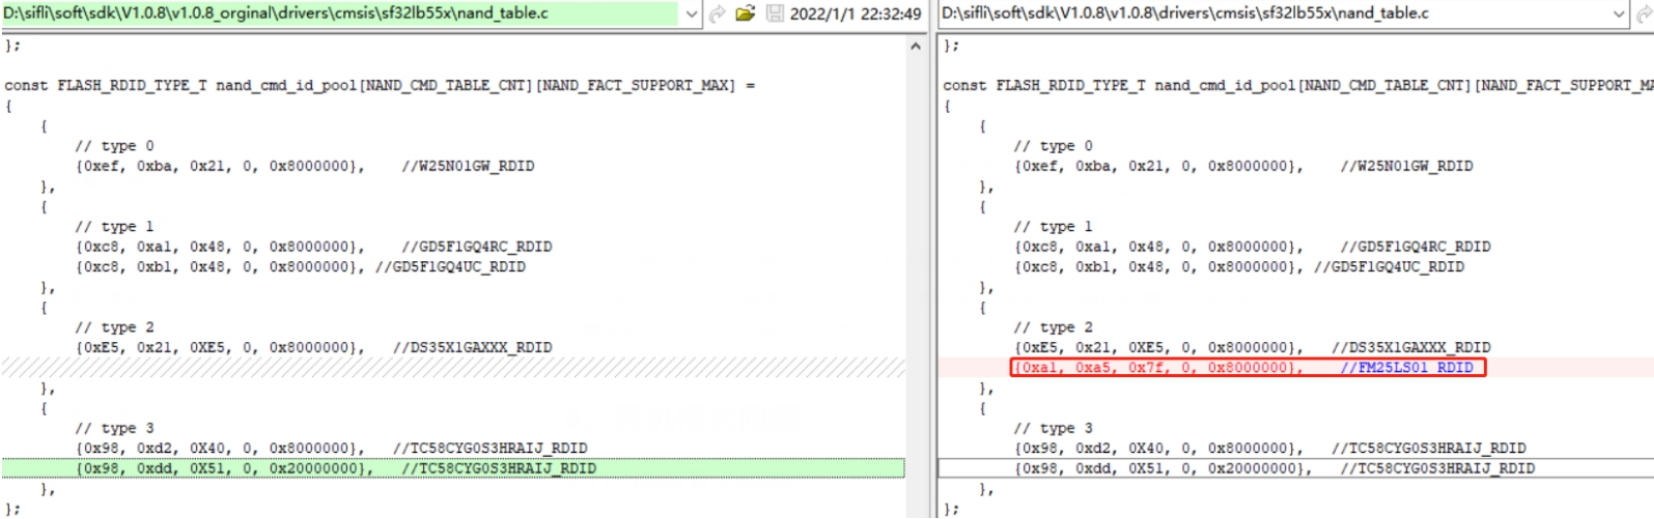 D:\sifli\soft\sdk\V1.0.8\v1.0.8_orginal\drivers\cmsis\sf32lb55x\nand_table.c
2022/1/1 22:32:49
};
const FLASH_RDID_TYPE_T nand_cmd_id_pool[NAND_CMD_TABLE_CNT][NAND_FACT_SUPPORT_MAX] =
{
{
// type 0
{0xef, 0xba, 0x21, 0, 0x8000000}, //W25N01GW_RDID
},
{
// type 1
{0xc8, 0xa1, 0x48, 0, 0x8000000}, //GD5F1GQ4RC_RDID
{0xc8, 0xb1, 0x48, 0, 0x8000000}, //GD5F1GQ4UC_RDID
},
{
// type 2
{0xE5, 0x21, 0XE5, 0, 0x8000000}, //DS35X1GAXXX_RDID
},
{
// type 3
{0x98, 0xd2, 0X40, 0, 0x8000000}, //TC58CYG0S3HRAIJ_RDID
{0x98, 0xdd, 0X51, 0, 0x20000000}, //TC58CYG0S3HRAIJ_RDID
},
};
D:\sifli\soft\sdk\V1.0.8\v1.0.8\drivers\cmsis\sf32lb55x\nand_table.c
};
const FLASH_RDID_TYPE_T nand_cmd_id_pool[NAND_CMD_TABLE_CNT][NAND_FACT_SUPPORT_MA
{
{
// type 0
{0xef, 0xba, 0x21, 0, 0x8000000}, //W25N01GW_RDID
},
{
// type 1
{0xc8, 0xa1, 0x48, 0, 0x8000000}, //GD5F1GQ4RC_RDID
{0xc8, 0xb1, 0x48, 0, 0x8000000}, //GD5F1GQ4UC_RDID
},
{
// type 2
{0xE5, 0x21, 0XE5, 0, 0x8000000}, //DS35X1GAXXX_RDID
{0xa1, 0xa5, 0x7f, 0, 0x8000000}, //FM25LS01_RDID
},
{
// type 3
{0x98, 0xd2, 0X40, 0, 0x8000000}, //TC58CYG0S3HRAIJ_RDID
{0x98, 0xdd, 0X51, 0, 0x20000000}, //TC58CYG0S3HRAIJ_RDID
},
};